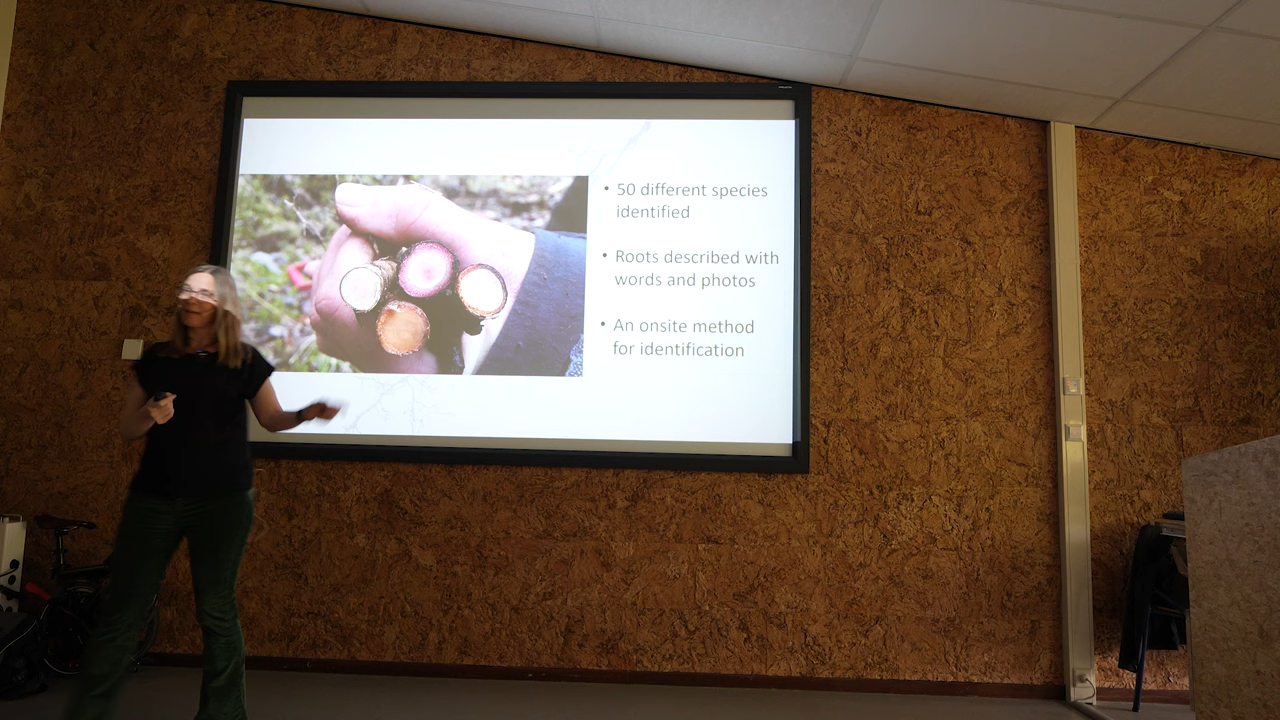 • 50 different species
identified
• Roots described with
words and photos
• An onsite method
for identification